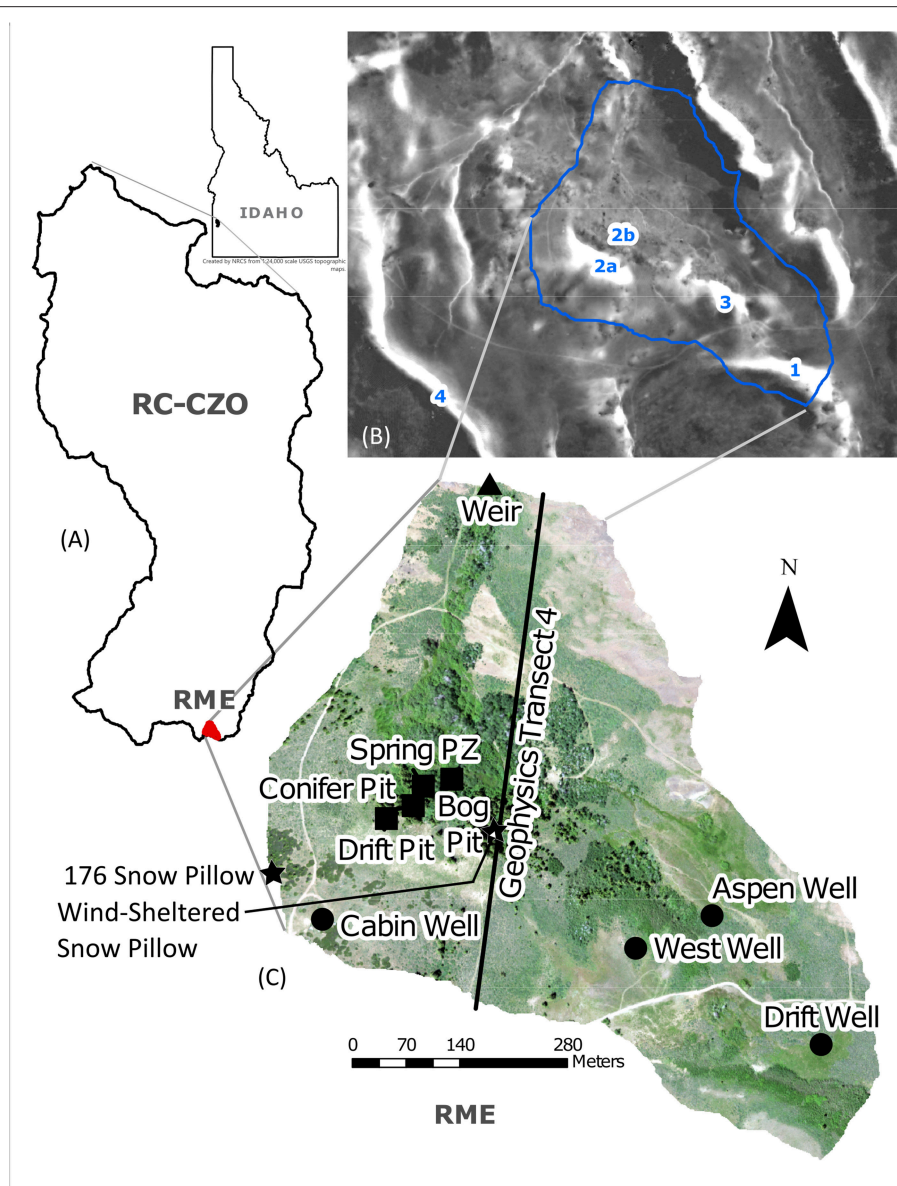 IDAHO
Created by NRCS from 1:24,000 scale USGS topographic
maps.
RC-CZO
(A)
RME
2b
2a
3
1
4
(B)
Weir
N
Geophysics Transect 4
Spring PZ
Conifer Pit
Bog
Pit
Drift Pit
176 Snow Pillow
Wind-Sheltered
Snow Pillow
Cabin Well
Aspen Well
West Well
(C)
Drift Well
0 70 140 280
Meters
RME